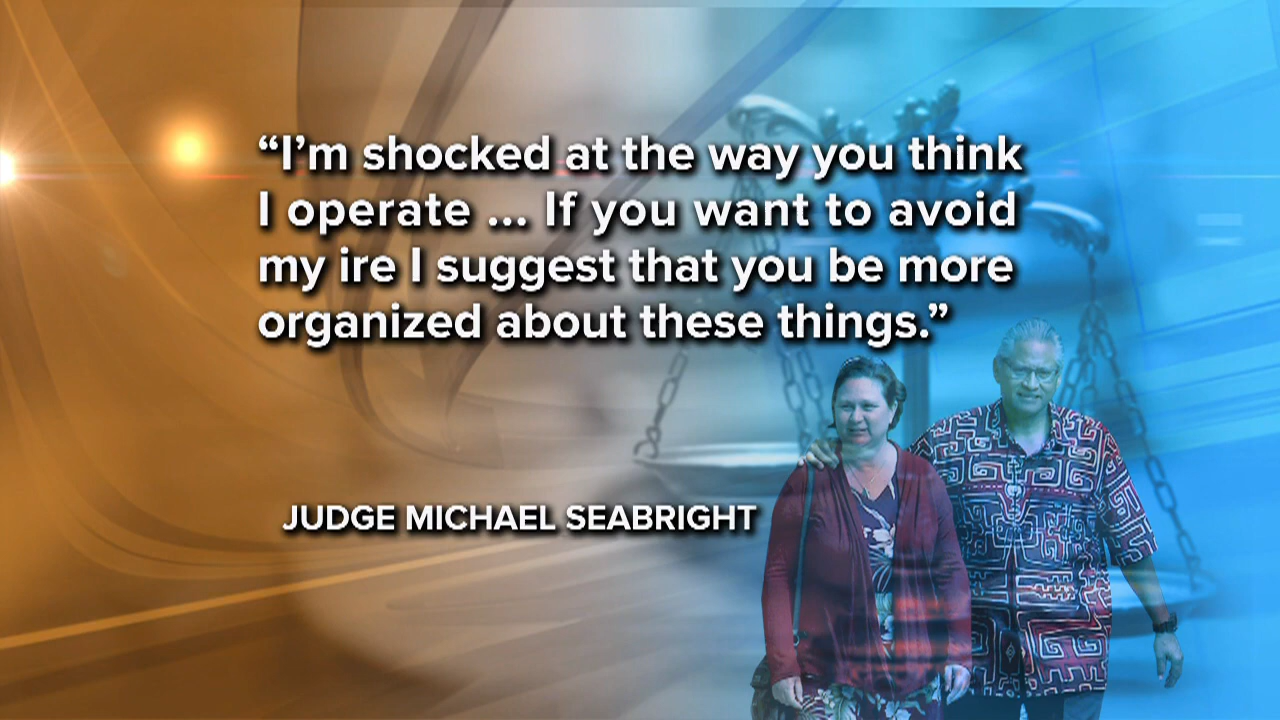 “I’m shocked at the way you think
I operate ... If you want to avoid
my ire I suggest that you be more
organized about these things.”
JUDGE MICHAEL SEABRIGHT